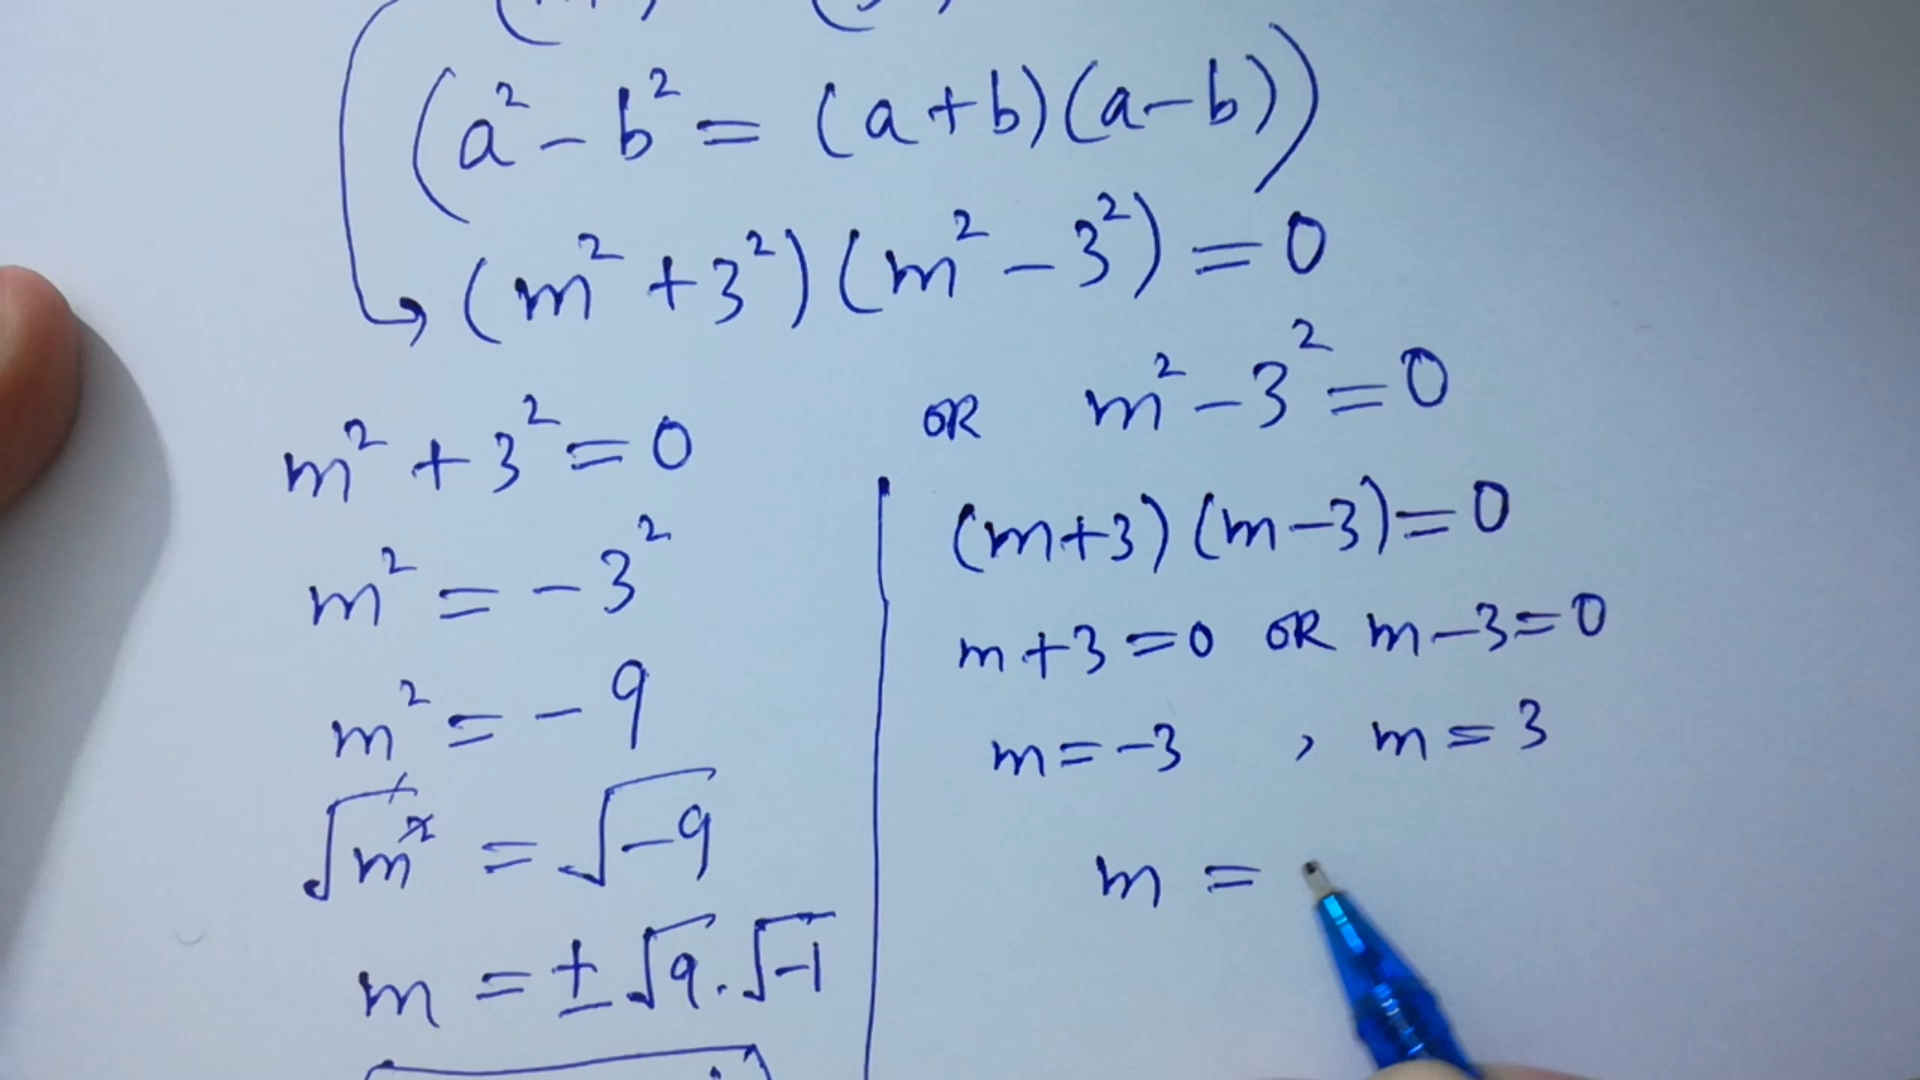 (a² - b² = (a+b)(a-b))
(m² + 3²)(m² - 3²) = 0
m² + 3² = 0
OR m² - 3² = 0
m² = -3²
m² = -9
√m² = √-9
m = ±√9.√-1
(m+3)(m-3) = 0
m+3=0 OR m-3=0
m=-3 , m=3
m =